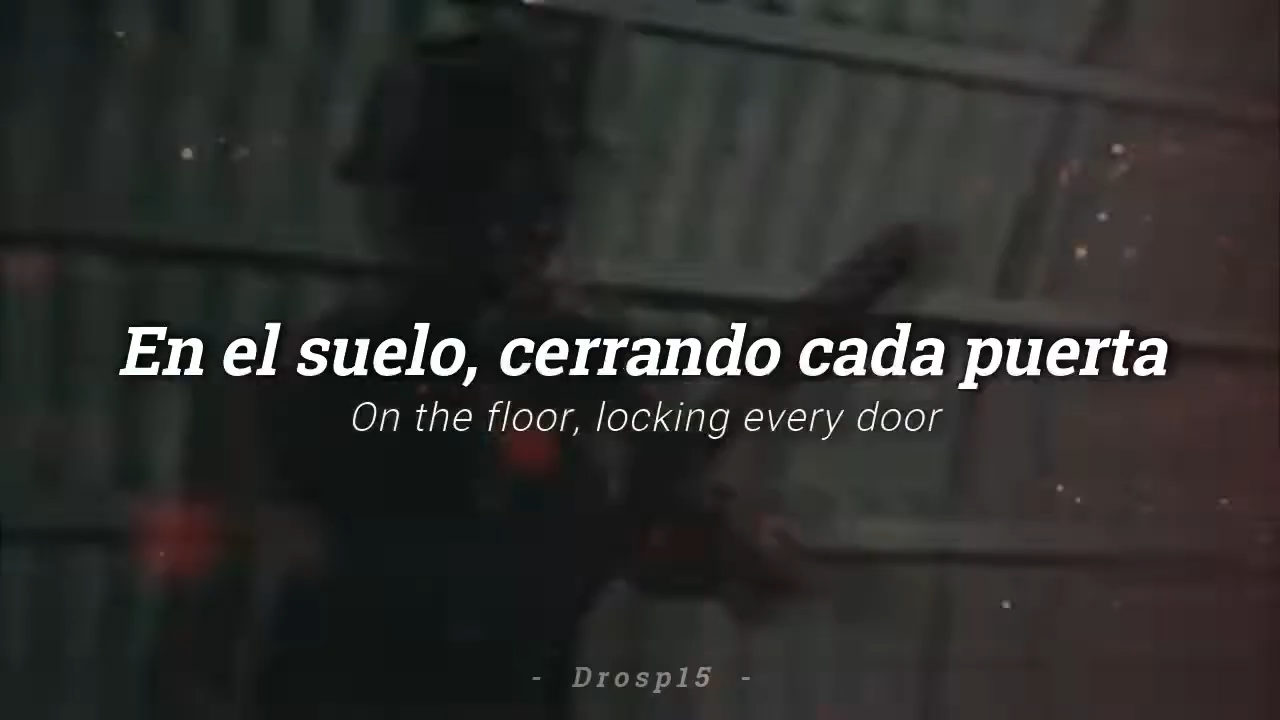 En el suelo, cerrando cada puerta
On the floor, locking every door
- Drosp15 -